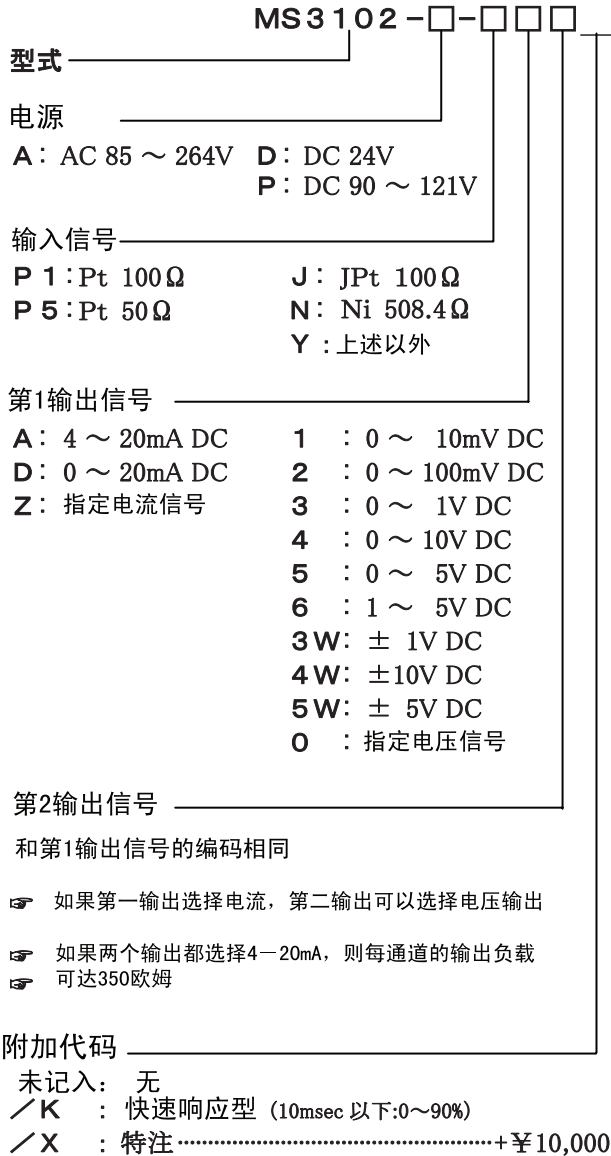 MS3102-□-□□□
型式
电源
A：AC 85 ～ 264V D：DC 24V
P：DC 90 ～ 121V
输入信号
P1：Pt 100Ω J：JPt 100Ω
P5：Pt 50Ω N：Ni 508.4Ω
Y：上述以外
第1输出信号
A：4 ～ 20mA DC 1：0 ～ 10mV DC
D：0 ～ 20mA DC 2：0 ～ 100mV DC
Z：指定电流信号 3：0 ～ 1V DC
4：0 ～ 10V DC
5：0 ～ 5V DC
6：1 ～ 5V DC
3W：± 1V DC
4W：±10V DC
5W：± 5V DC
0：指定电压信号
第2输出信号
和第1输出信号的编码相同
☞ 如果第一输出选择电流，第二输出可以选择电压输出
☞ 如果两个输出都选择4－20mA，则每通道的输出负载
☞ 可达350欧姆
附加代码
未记入：无
／K：快速响应型 (10msec 以下:0～90%)
／X：特注……………………………………+￥10,000